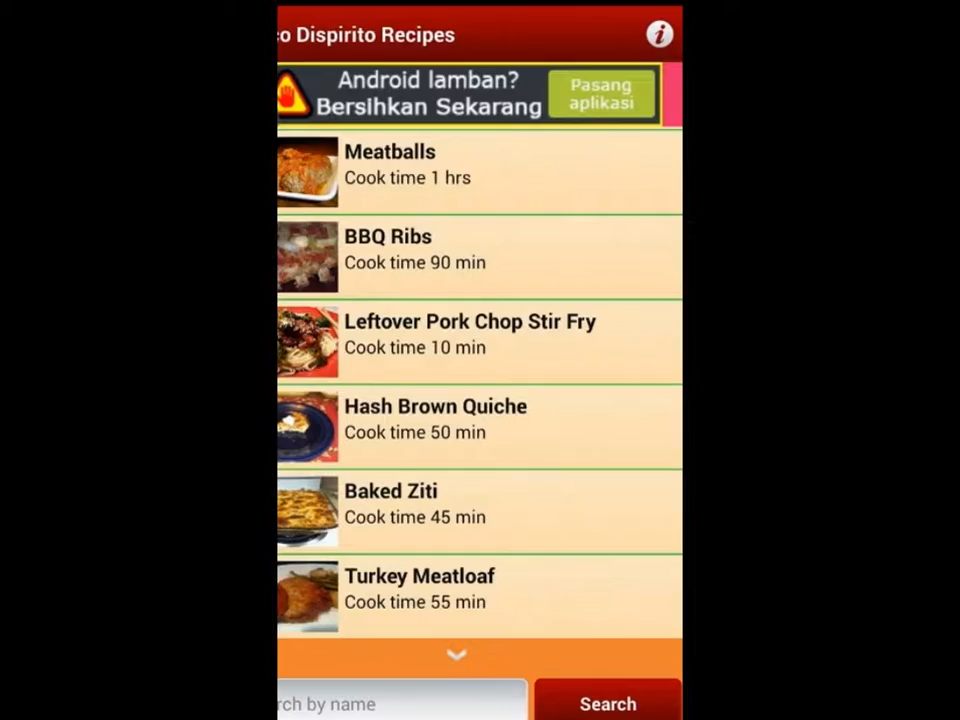 co Dispirito Recipes
Android lamban?
Bersihkan Sekarang
Pasang
aplikasi
Meatballs
Cook time 1 hrs
BBQ Ribs
Cook time 90 min
Leftover Pork Chop Stir Fry
Cook time 10 min
Hash Brown Quiche
Cook time 50 min
Baked Ziti
Cook time 45 min
Turkey Meatloaf
Cook time 55 min
rch by name
Search